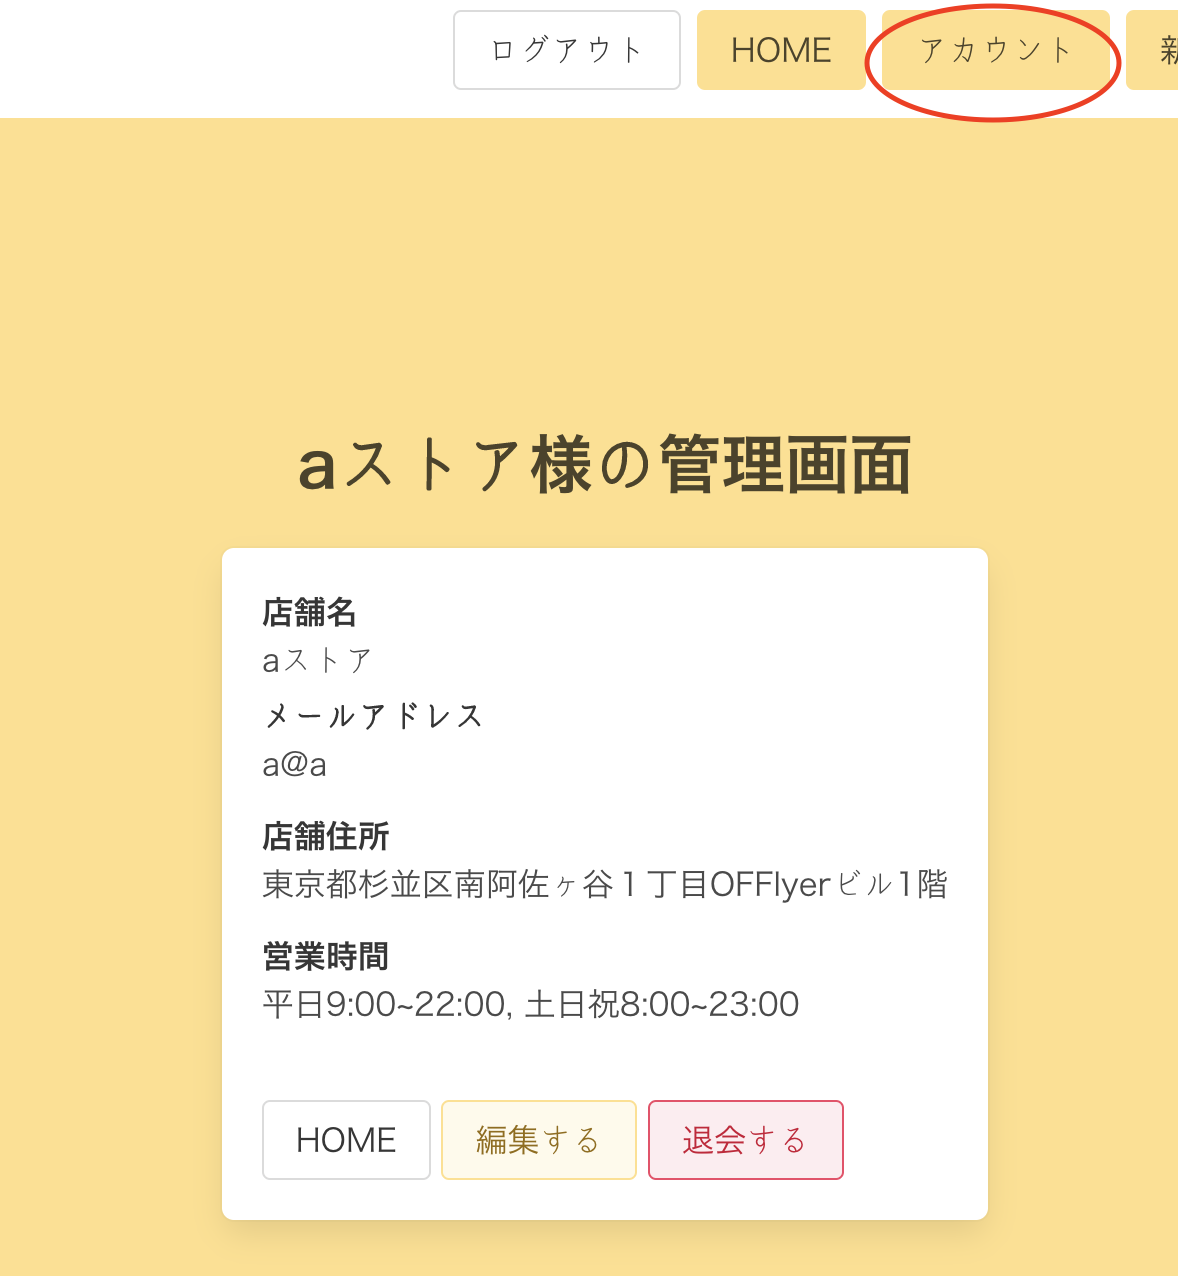 ログアウト HOME アカウント 新
aストア様の管理画面
店舗名
aストア
メールアドレス
a@a
店舗住所
東京都杉並区南阿佐ヶ谷１丁目OFFlyerビル1階
営業時間
平日9:00~22:00, 土日祝8:00~23:00
HOME 編集する 退会する